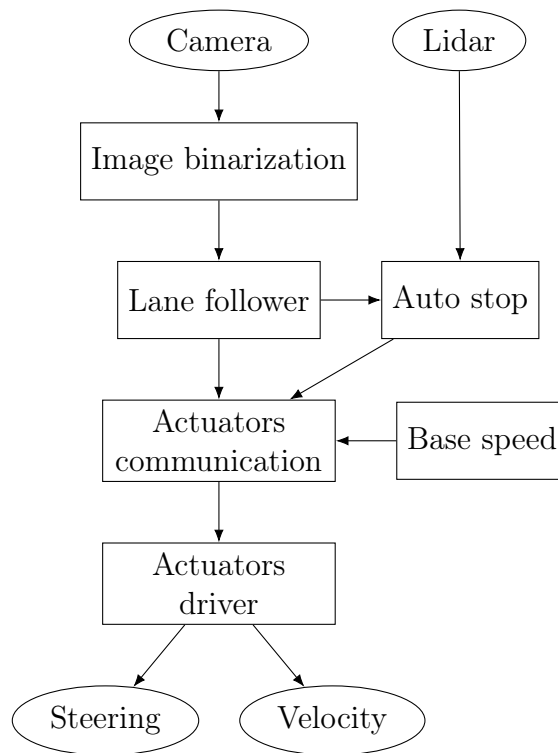 Camera
Lidar
Image binarization
Lane follower
Auto stop
Actuators
communication
Base speed
Actuators
driver
Steering
Velocity